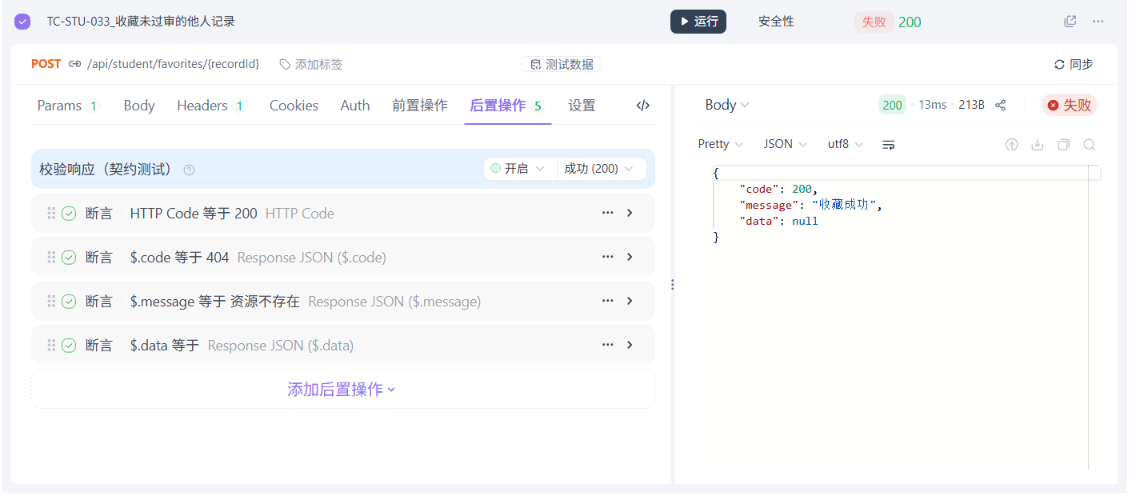 TC-STU-033_收藏未过审的他人记录 运行 安全性 失败 200
POST /api/student/favorites/{recordId} 添加标签 测试数据 同步
Params 1 Body Headers 1 Cookies Auth 前置操作 后置操作 5 设置 </>
Body 200 · 13ms · 213B 失败
校验响应（契约测试） 开启 成功 (200)
断言 HTTP Code 等于 200 HTTP Code
断言 $.code 等于 404 Response JSON ($.code)
断言 $.message 等于 资源不存在 Response JSON ($.message)
断言 $.data 等于 Response JSON ($.data)
添加后置操作
Pretty JSON utf8
{
"code": 200,
"message": "收藏成功",
"data": null
}